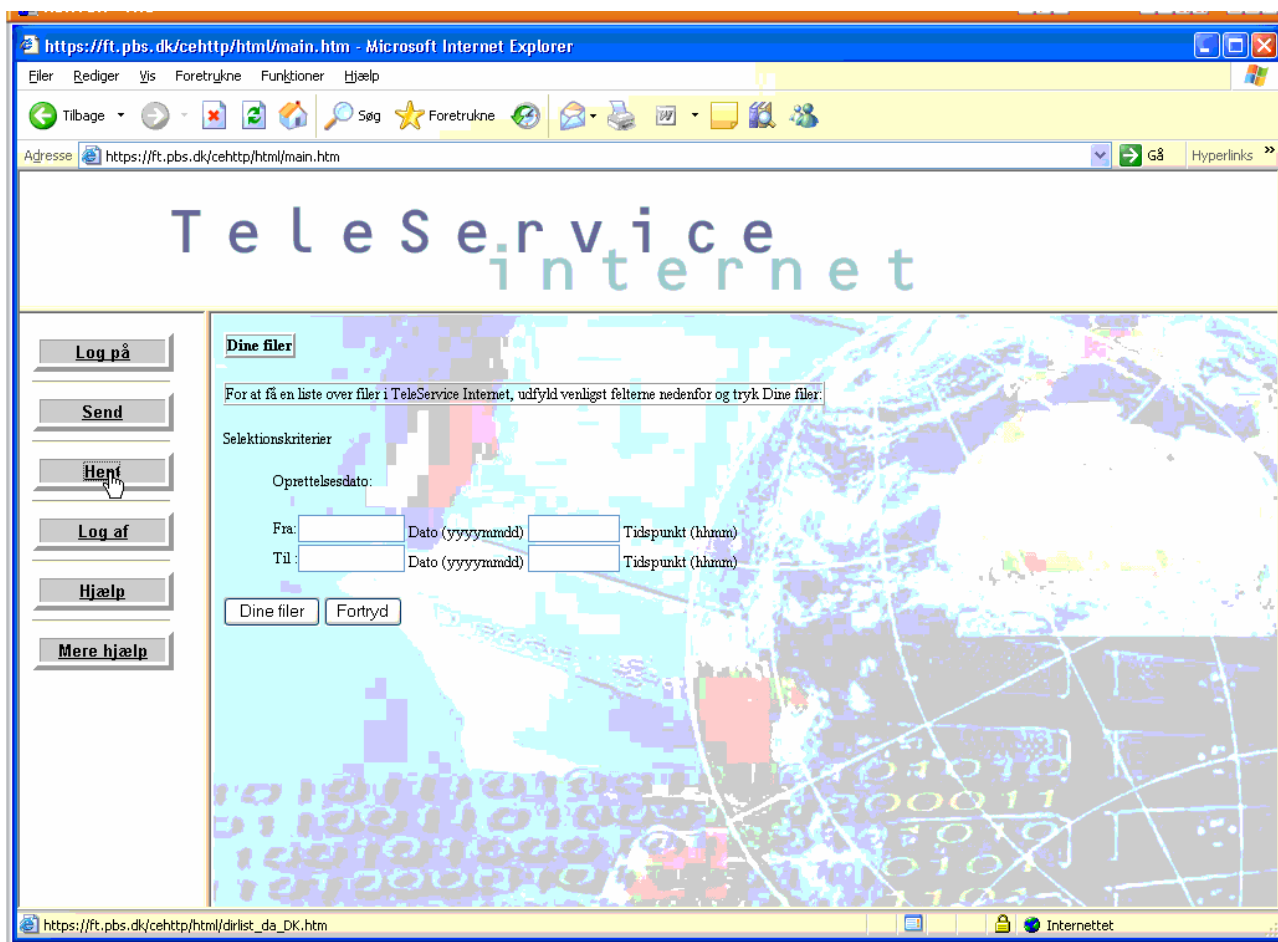 https://ft.pbs.dk/cehttp/html/main.htm - Microsoft Internet Explorer
Filer Rediger Vis Foretrukne Funktioner Hjælp
Tilbage Søg Foretrukne
Adresse https://ft.pbs.dk/cehttp/html/main.htm Gå Hyperlinks »
TeleService
internet
Log på
Send
Hent
Log af
Hjælp
Mere hjælp
Dine filer
For at få en liste over filer i TeleService Internet, udfyld venligst felterne nedenfor og tryk Dine filer:
Selektionskriterier
Oprettelsesdato:
Fra: Dato (yyyymmdd) Tidspunkt (hhmm)
Til : Dato (yyyymmdd) Tidspunkt (hhmm)
Dine filer Fortryd
https://ft.pbs.dk/cehttp/html/dirlist_da_DK.htm Internettet